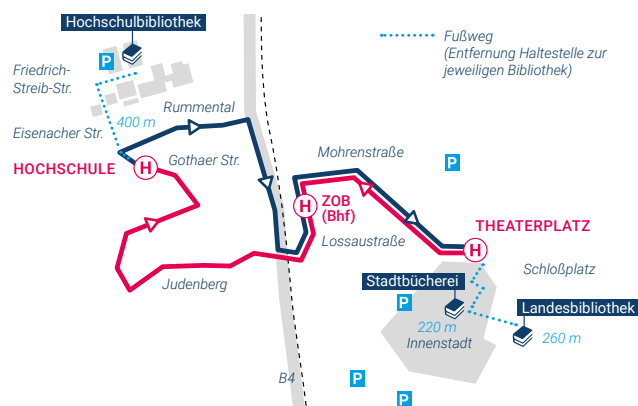 Hochschulbibliothek
P
Friedrich-
Streib-Str.
Fußweg
(Entfernung Haltestelle zur
jeweiligen Bibliothek)
Rummental
400 m
Eisenacher Str.
HOCHSCHULE
H
Gothaer Str.
Mohrenstraße
P
H
ZOB
(Bhf)
THEATERPLATZ
Lossaustraße
H
Judenberg
Schloßplatz
Stadtbücherei
P
Landesbibliothek
220 m
Innenstadt
260 m
B4
P
P